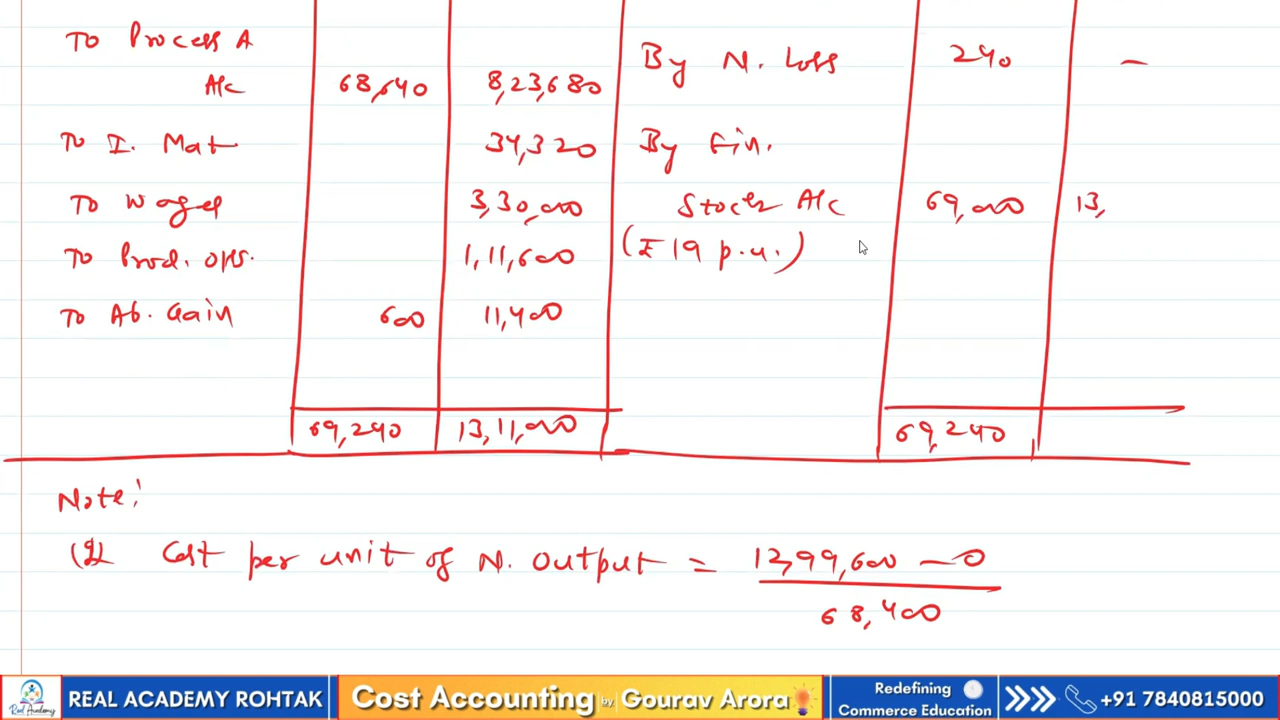 To Process A
A/c 68,640 8,23,680
By N. Loss 240 —
To I. Mat 34,320
By Fin.
To Wages 3,30,000
Stock A/c 69,000 13,
To Prod. ops. 1,11,600
(₹ 19 p.u.)
To Ab. Gain 600 11,400
69,240 13,11,000
69,240
Note:
Cost per unit of N. Output = 12,99,600 – 0
68,400
REAL ACADEMY ROHTAK
Cost Accounting by Gourav Arora
Redefining
Commerce Education
+91 7840815000
Real Academy